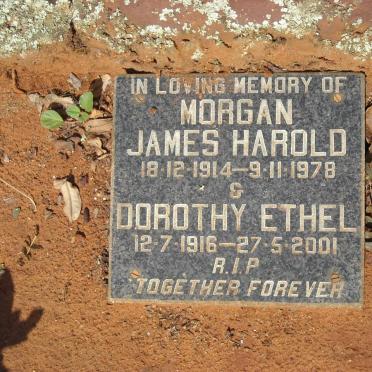 IN LOVING MEMORY OF
MORGAN
JAMES HAROLD
18·12·1914–9·11·1978
&
DOROTHY ETHEL
12·7·1916–27·5·2001
R.I.P
TOGETHER FOREVER